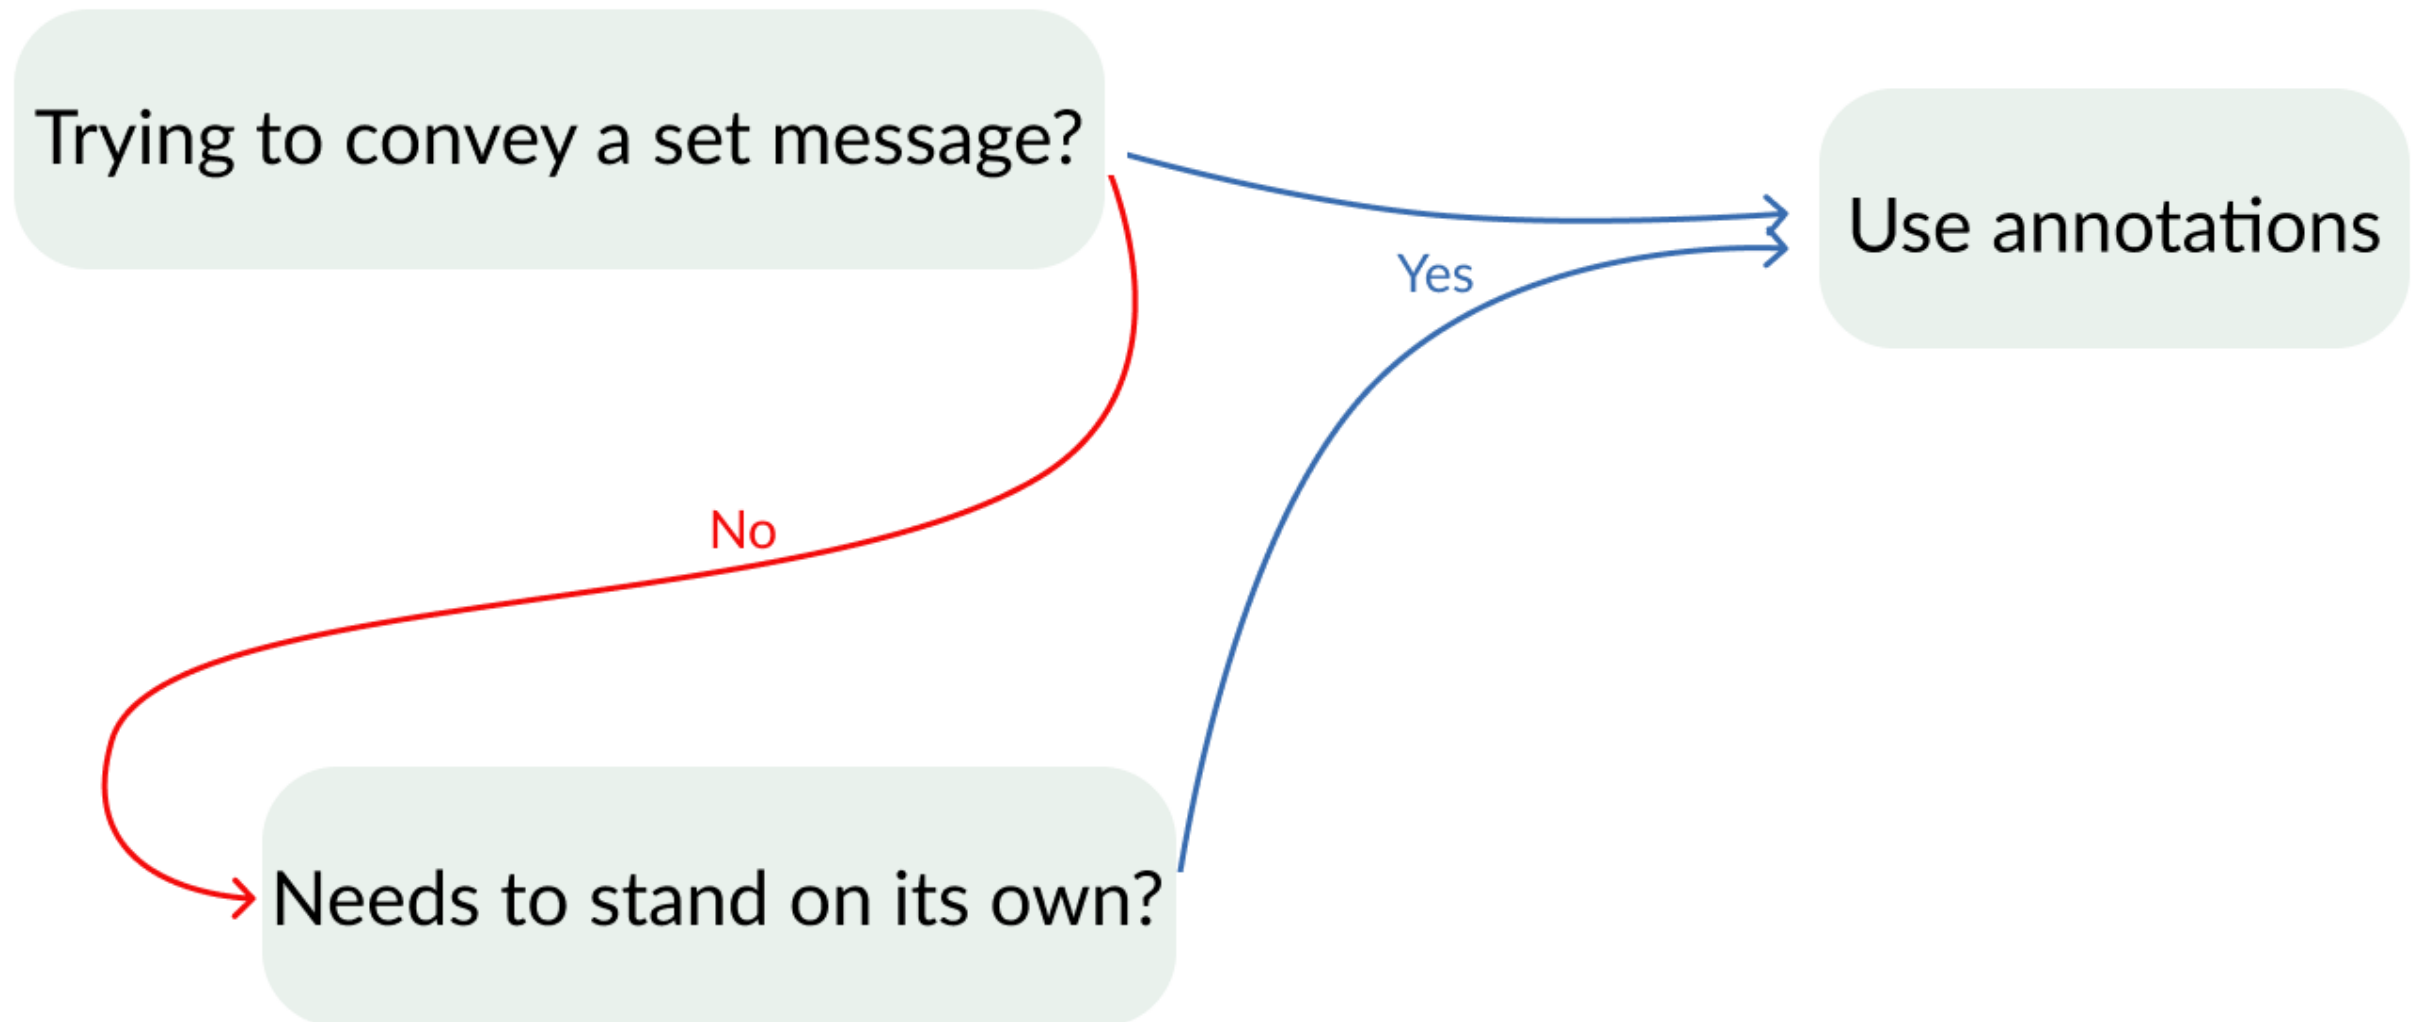 Trying to convey a set message?
Use annotations
Yes
No
Needs to stand on its own?